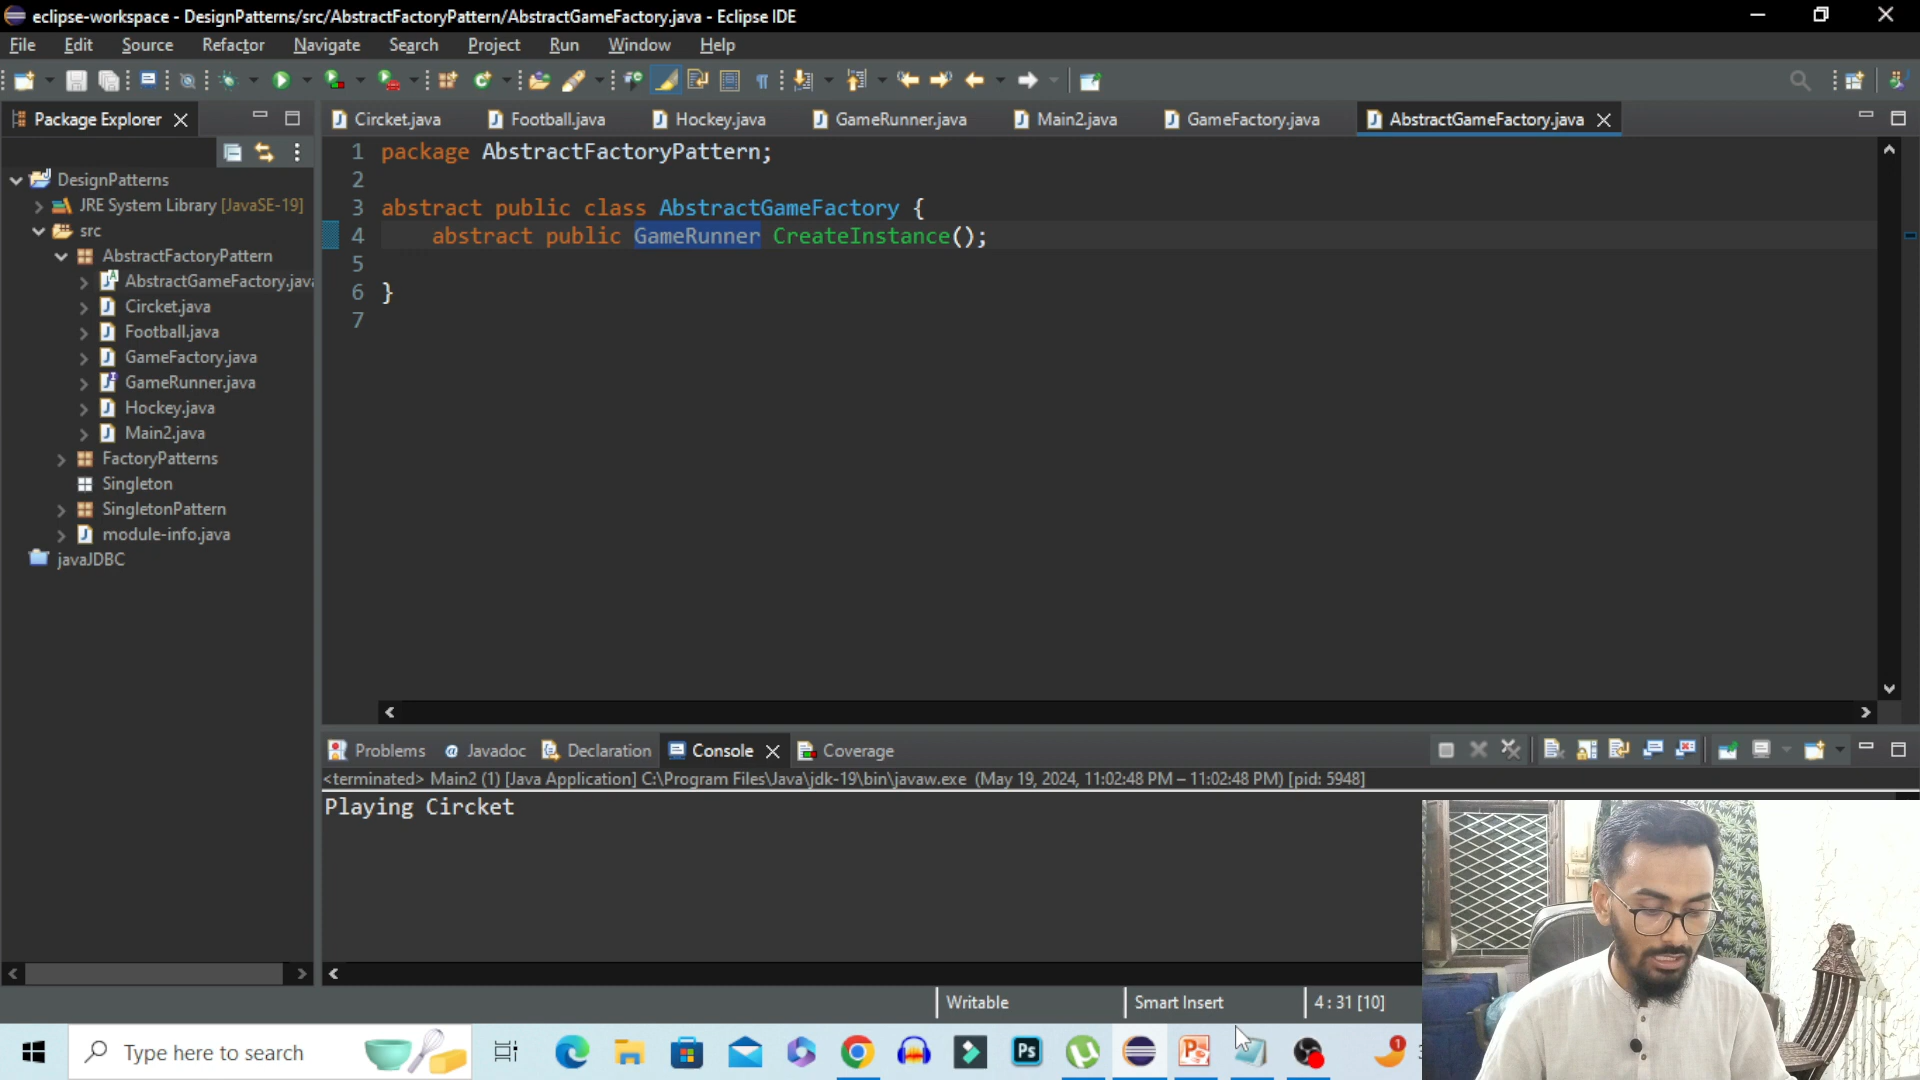 eclipse-workspace - DesignPatterns/src/AbstractFactoryPattern/AbstractGameFactory.java - Eclipse IDE
File Edit Source Refactor Navigate Search Project Run Window Help
Package Explorer
Circket.java Football.java Hockey.java GameRunner.java Main2.java GameFactory.java AbstractGameFactory.java
DesignPatterns
JRE System Library [JavaSE-19]
src
AbstractFactoryPattern
AbstractGameFactory.java
Circket.java
Football.java
GameFactory.java
GameRunner.java
Hockey.java
Main2.java
FactoryPatterns
Singleton
SingletonPattern
module-info.java
javaJDBC
1 package AbstractFactoryPattern;
2
3 abstract public class AbstractGameFactory {
4 abstract public GameRunner CreateInstance();
5
6 }
7
Problems Javadoc Declaration Console Coverage
<terminated> Main2 (1) [Java Application] C:\Program Files\Java\jdk-19\bin\javaw.exe (May 19, 2024, 11:02:48 PM – 11:02:48 PM) [pid: 5948]
Playing Circket
Writable Smart Insert 4 : 31 [10]
Type here to search
Ps
1